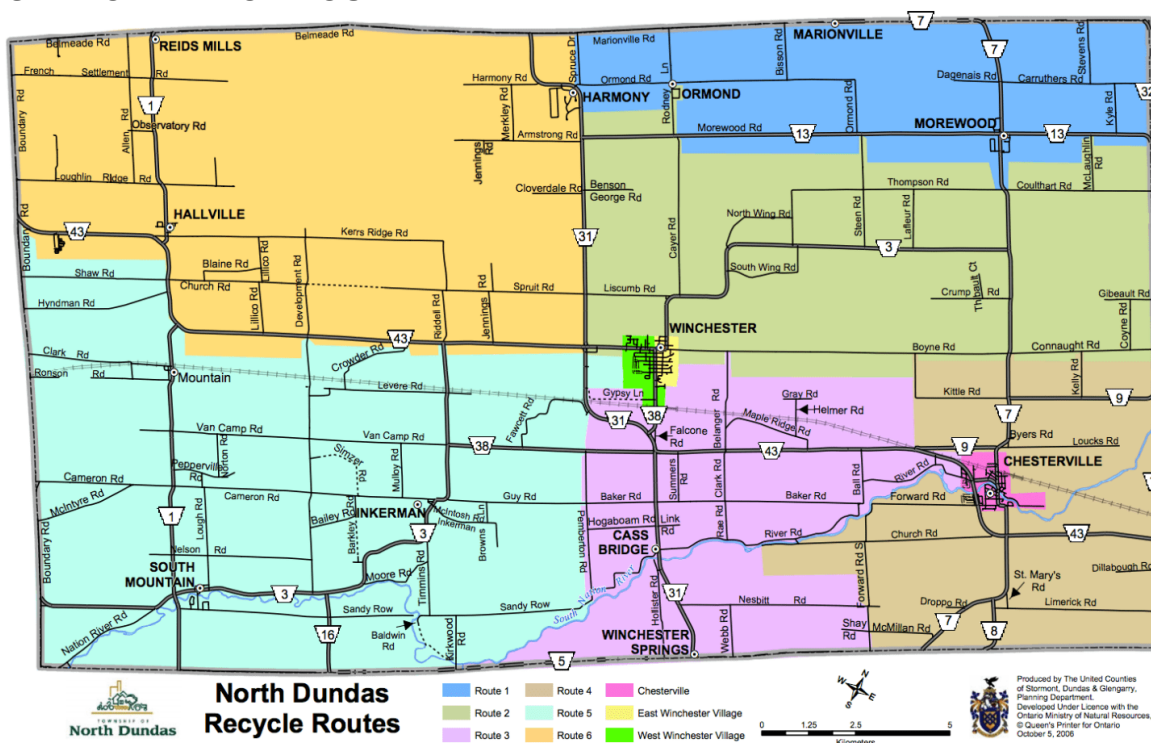 7
Belmeade Rd
REIDS MILLS
Belmeade Rd
Spruce Dr
Marionville Rd
Ln
Bisson Rd
MARIONVILLE
7
Stevens Rd
French Settlement Rd
Harmony Rd
Ormond Rd
Dagenais Rd
Carruthers Rd
32
Boundary Rd
1
Allen Rd
Merkley Rd
HARMONY
Rodney
ORMOND
Ormond Rd
Kyle Rd
Observatory Rd
Armstrong Rd
Morewood Rd
13
MOREWOOD
13
Jennings Rd
McLaughlin Rd
Loughlin Ridge Rd
Cloverdale Rd
Benson
George Rd
Thompson Rd
Coulthart Rd
HALLVILLE
43
Boundary Rd
31
Cayer Rd
North Wing Rd
Steen Rd
Lafleur Rd
3
Kerrs Ridge Rd
Lillico Rd
Blaine Rd
Shaw Rd
Church Rd
Development Rd
Spruit Rd
Liscumb Rd
South Wing Rd
Thibault Ct
Crump Rd
Gibeault Rd
Hyndman Rd
Lillico Rd
Riddell Rd
Jennings Rd
Coyne Rd
43
WINCHESTER
Clark Rd
Crowder Rd
Boyne Rd
Connaught Rd
Ronson Rd
Mountain
Levere Rd
Gypsy Ln
Gray Rd
Helmer Rd
Kittle Rd
Kelly Rd
9
7
Fawcett Rd
31
38
Falcone Rd
Belanger Rd
Maple Ridge Rd
Van Camp Rd
Van Camp Rd
38
43
9
Byers Rd
Loucks Rd
Norton Rd
Pepperville Rd
Simzer Rd
Mulloy Rd
Summers Rd
Clark Rd
Ball Rd
River Rd
CHESTERVILLE
Cameron Rd
Cameron Rd
Guy Rd
Baker Rd
Baker Rd
Forward Rd
McIntyre Rd
INKERMAN
McIntosh Rd
Inkerman
Bailey Rd
Barkley Rd
Lough Rd
1
3
Browns Ln
Pemberton Rd
Hogaboam Rd
Link Rd
Rae Rd
River Rd
Church Rd
43
Boundary Rd
Nelson Rd
CASS
BRIDGE
SOUTH
MOUNTAIN
Moore Rd
Timmins Rd
South Nation River
Hollister Rd
31
Forward Rd S
St. Mary's
Rd
Dillabough Rd
3
Sandy Row
Sandy Row
Nesbitt Rd
Droppo Rd
Limerick Rd
Nation River Rd
16
Baldwin
Rd
Kirkwood Rd
WINCHESTER
SPRINGS
Webb Rd
Shay
Rd
McMillan Rd
7
8
5
TOWNSHIP OF
North Dundas
North Dundas
Recycle Routes
Route 1
Route 2
Route 3
Route 4
Route 5
Route 6
Chesterville
East Winchester Village
West Winchester Village
N
E
S
W
0 1.25 2.5 5
Kilometers
Produced by The United Counties
of Stormont, Dundas & Glengarry,
Planning Department.
Developed Under Licence with the
Ontario Ministry of Natural Resources,
© Queen's Printer for Ontario
October 5, 2006